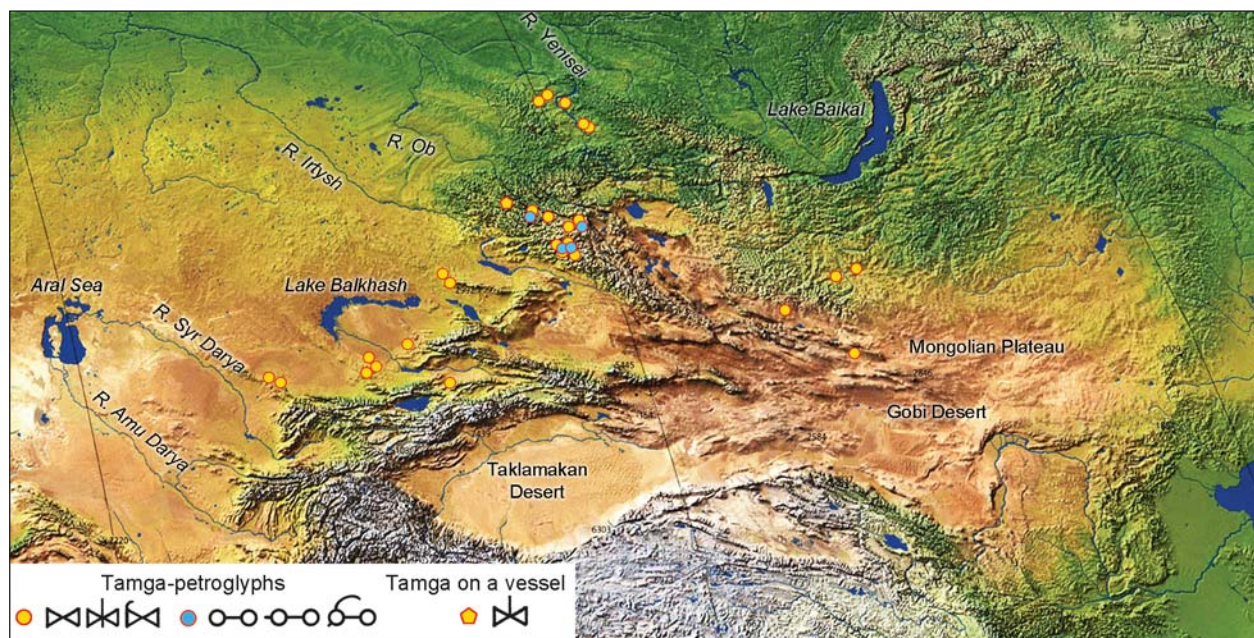 R. Yenisei
Lake Baikal
R. Ob
R. Irtysh
Aral Sea
Lake Balkhash
R. Syr Darya
Mongolian Plateau
R. Amu Darya
Gobi Desert
Taklamakan
Desert
6303
Tamga-petroglyphs
Tamga on a vessel